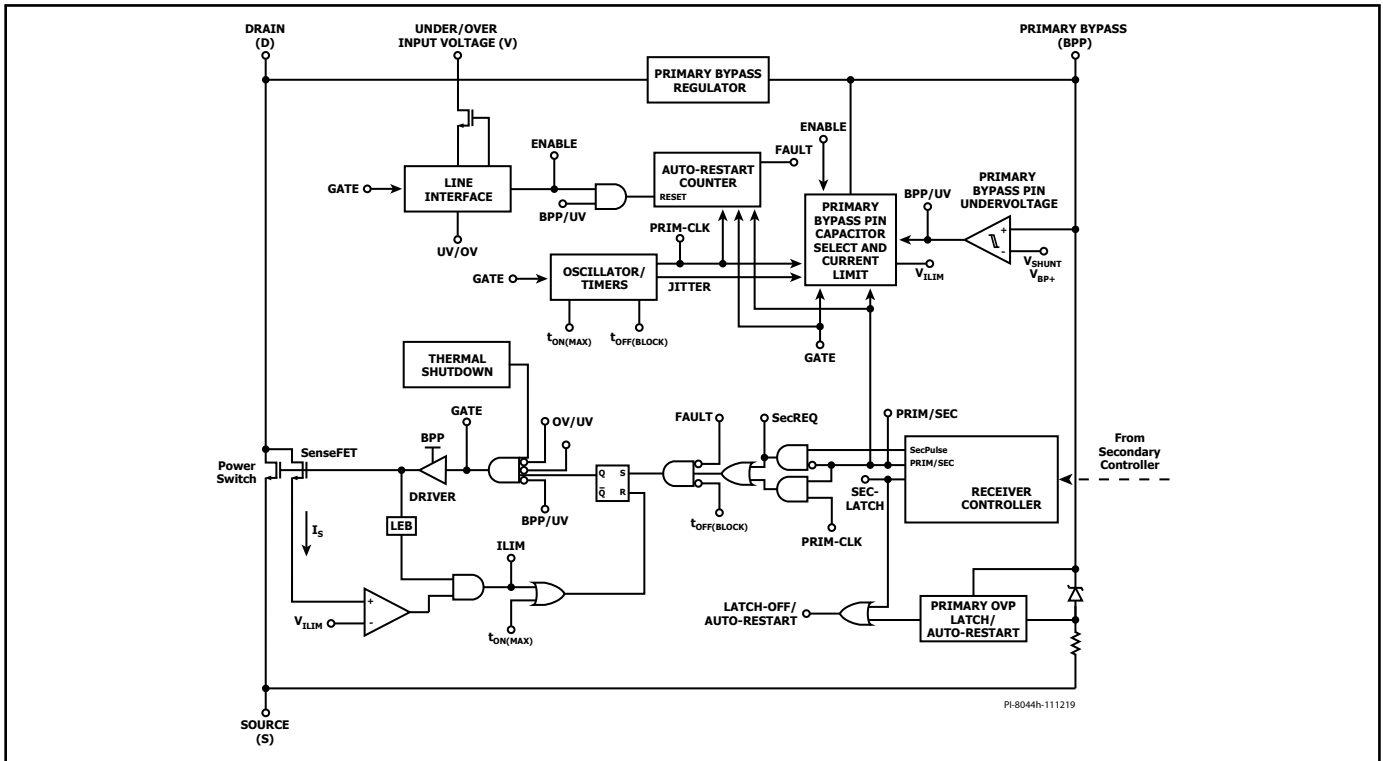 DRAIN
(D)
UNDER/OVER
INPUT VOLTAGE (V)
PRIMARY BYPASS
(BPP)
PRIMARY BYPASS
REGULATOR
ENABLE
FAULT
ENABLE
AUTO-RESTART
COUNTER
RESET
GATE
LINE
INTERFACE
BPP/UV
UV/OV
PRIMARY
BYPASS PIN
UNDERVOLTAGE
BPP/UV
PRIMARY
BYPASS PIN
CAPACITOR
SELECT AND
CURRENT
LIMIT
+
-
VSHUNT
VBP+
VILIM
PRIM-CLK
GATE
OSCILLATOR/
TIMERS
JITTER
tON(MAX)
tOFF(BLOCK)
GATE
THERMAL
SHUTDOWN
GATE
OV/UV
FAULT
SecREQ
PRIM/SEC
From
Secondary
Controller
Power
Switch
SenseFET
BPP
DRIVER
BPP/UV
Q
S
Q
R
tOFF(BLOCK)
PRIM-CLK
SecPulse
PRIM/SEC
RECEIVER
CONTROLLER
SEC-
LATCH
LEB
IS
ILIM
+
-
VILIM
tON(MAX)
LATCH-OFF/
AUTO-RESTART
PRIMARY OVP
LATCH/
AUTO-RESTART
SOURCE
(S)
PI-8044h-111219